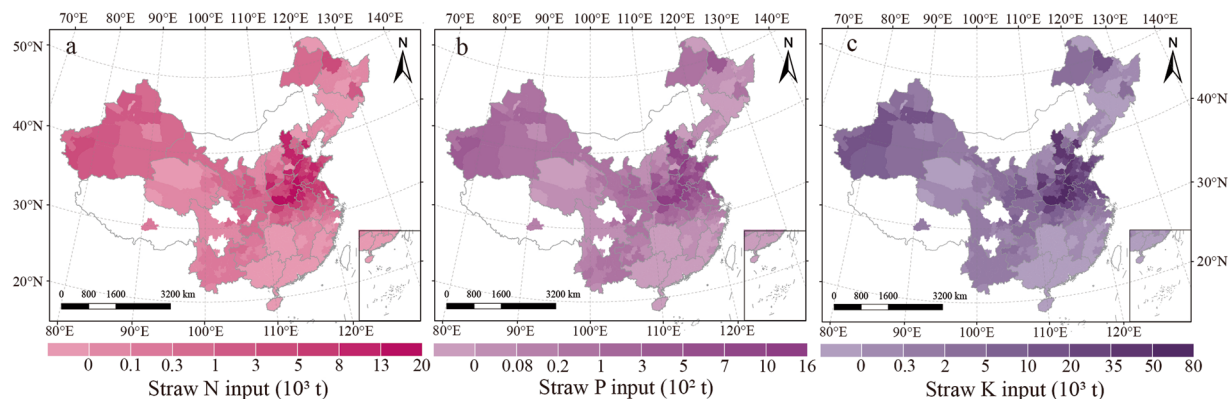 70°E 80°E 90°E 100°E 110°E 120°E 130°E 140°E
70°E 80°E 90°E 100°E 110°E 120°E 130°E 140°E
70°E 80°E 90°E 100°E 110°E 120°E 130°E 140°E
a
b
c
N
N
N
50°N
40°N
30°N
20°N
40°N
20°N
0 800 1600 3200 km
0 800 1600 3200 km
0 800 1600 3200 km
80°E 90°E 100°E 110°E 120°E
80°E 90°E 100°E 110°E 120°E
80°E 90°E 100°E 110°E 120°E
0 0.1 0.3 1 3 5 8 13 20
0 0.08 0.2 1 3 5 7 10 16
0 0.3 2 5 10 20 35 50 80
Straw N input (10³ t)
Straw P input (10² t)
Straw K input (10³ t)